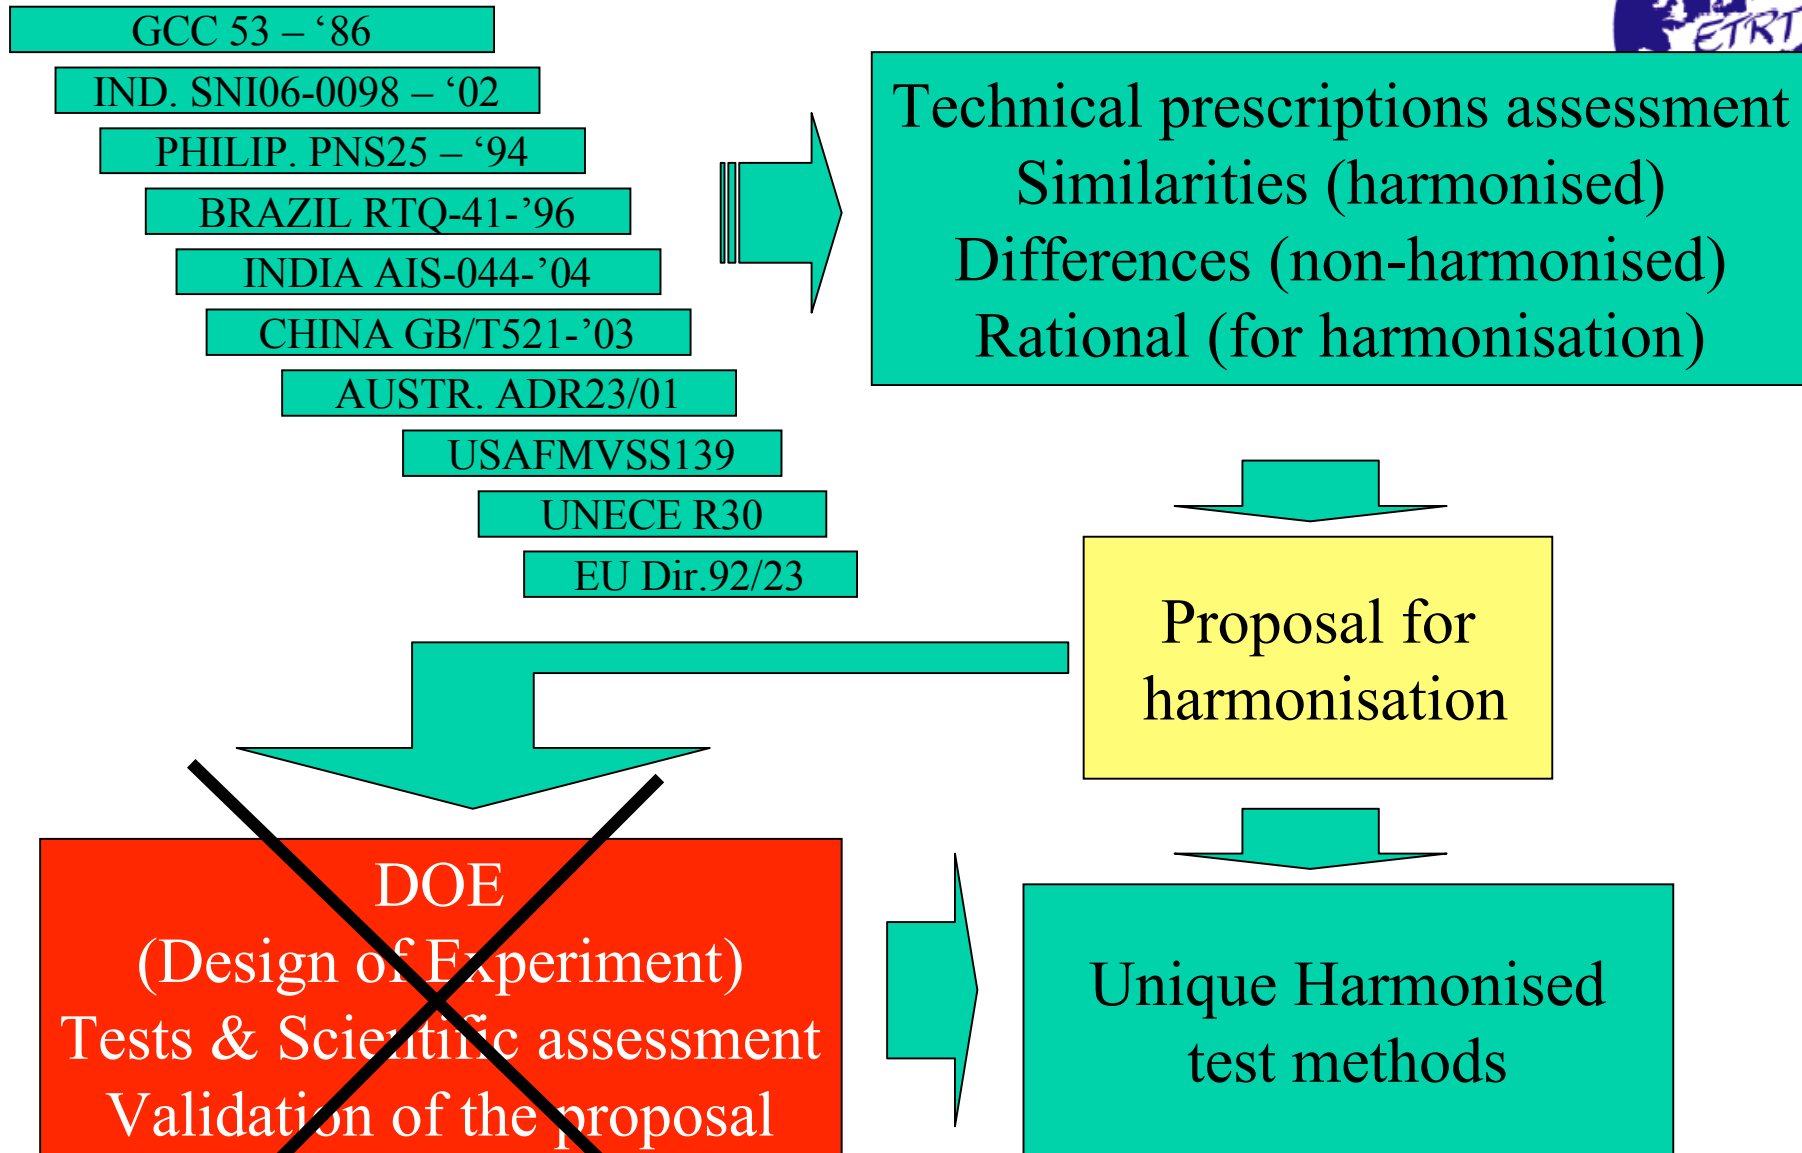 GCC 53 – ‘86
IND. SNI06-0098 – ‘02
PHILIP. PNS25 – ‘94
BRAZIL RTQ-41-’96
INDIA AIS-044-’04
CHINA GB/T521-’03
AUSTR. ADR23/01
USAFMVSS139
UNECE R30
EU Dir.92/23
ETRT
Technical prescriptions assessment
Similarities (harmonised)
Differences (non-harmonised)
Rational (for harmonisation)
Proposal for
harmonisation
DOE
(Design of Experiment)
Tests & Scientific assessment
Validation of the proposal
Unique Harmonised
test methods